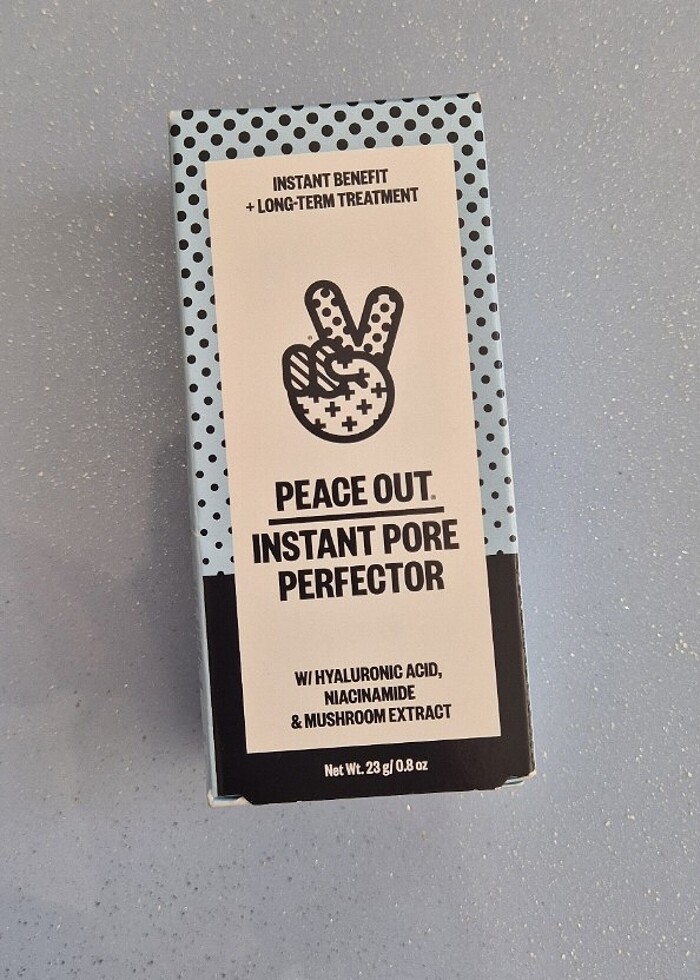 INSTANT BENEFIT
+ LONG-TERM TREATMENT
PEACE OUT®
INSTANT PORE
PERFECTOR
W/ HYALURONIC ACID,
NIACINAMIDE
& MUSHROOM EXTRACT
Net Wt. 23 g/ 0.8 oz